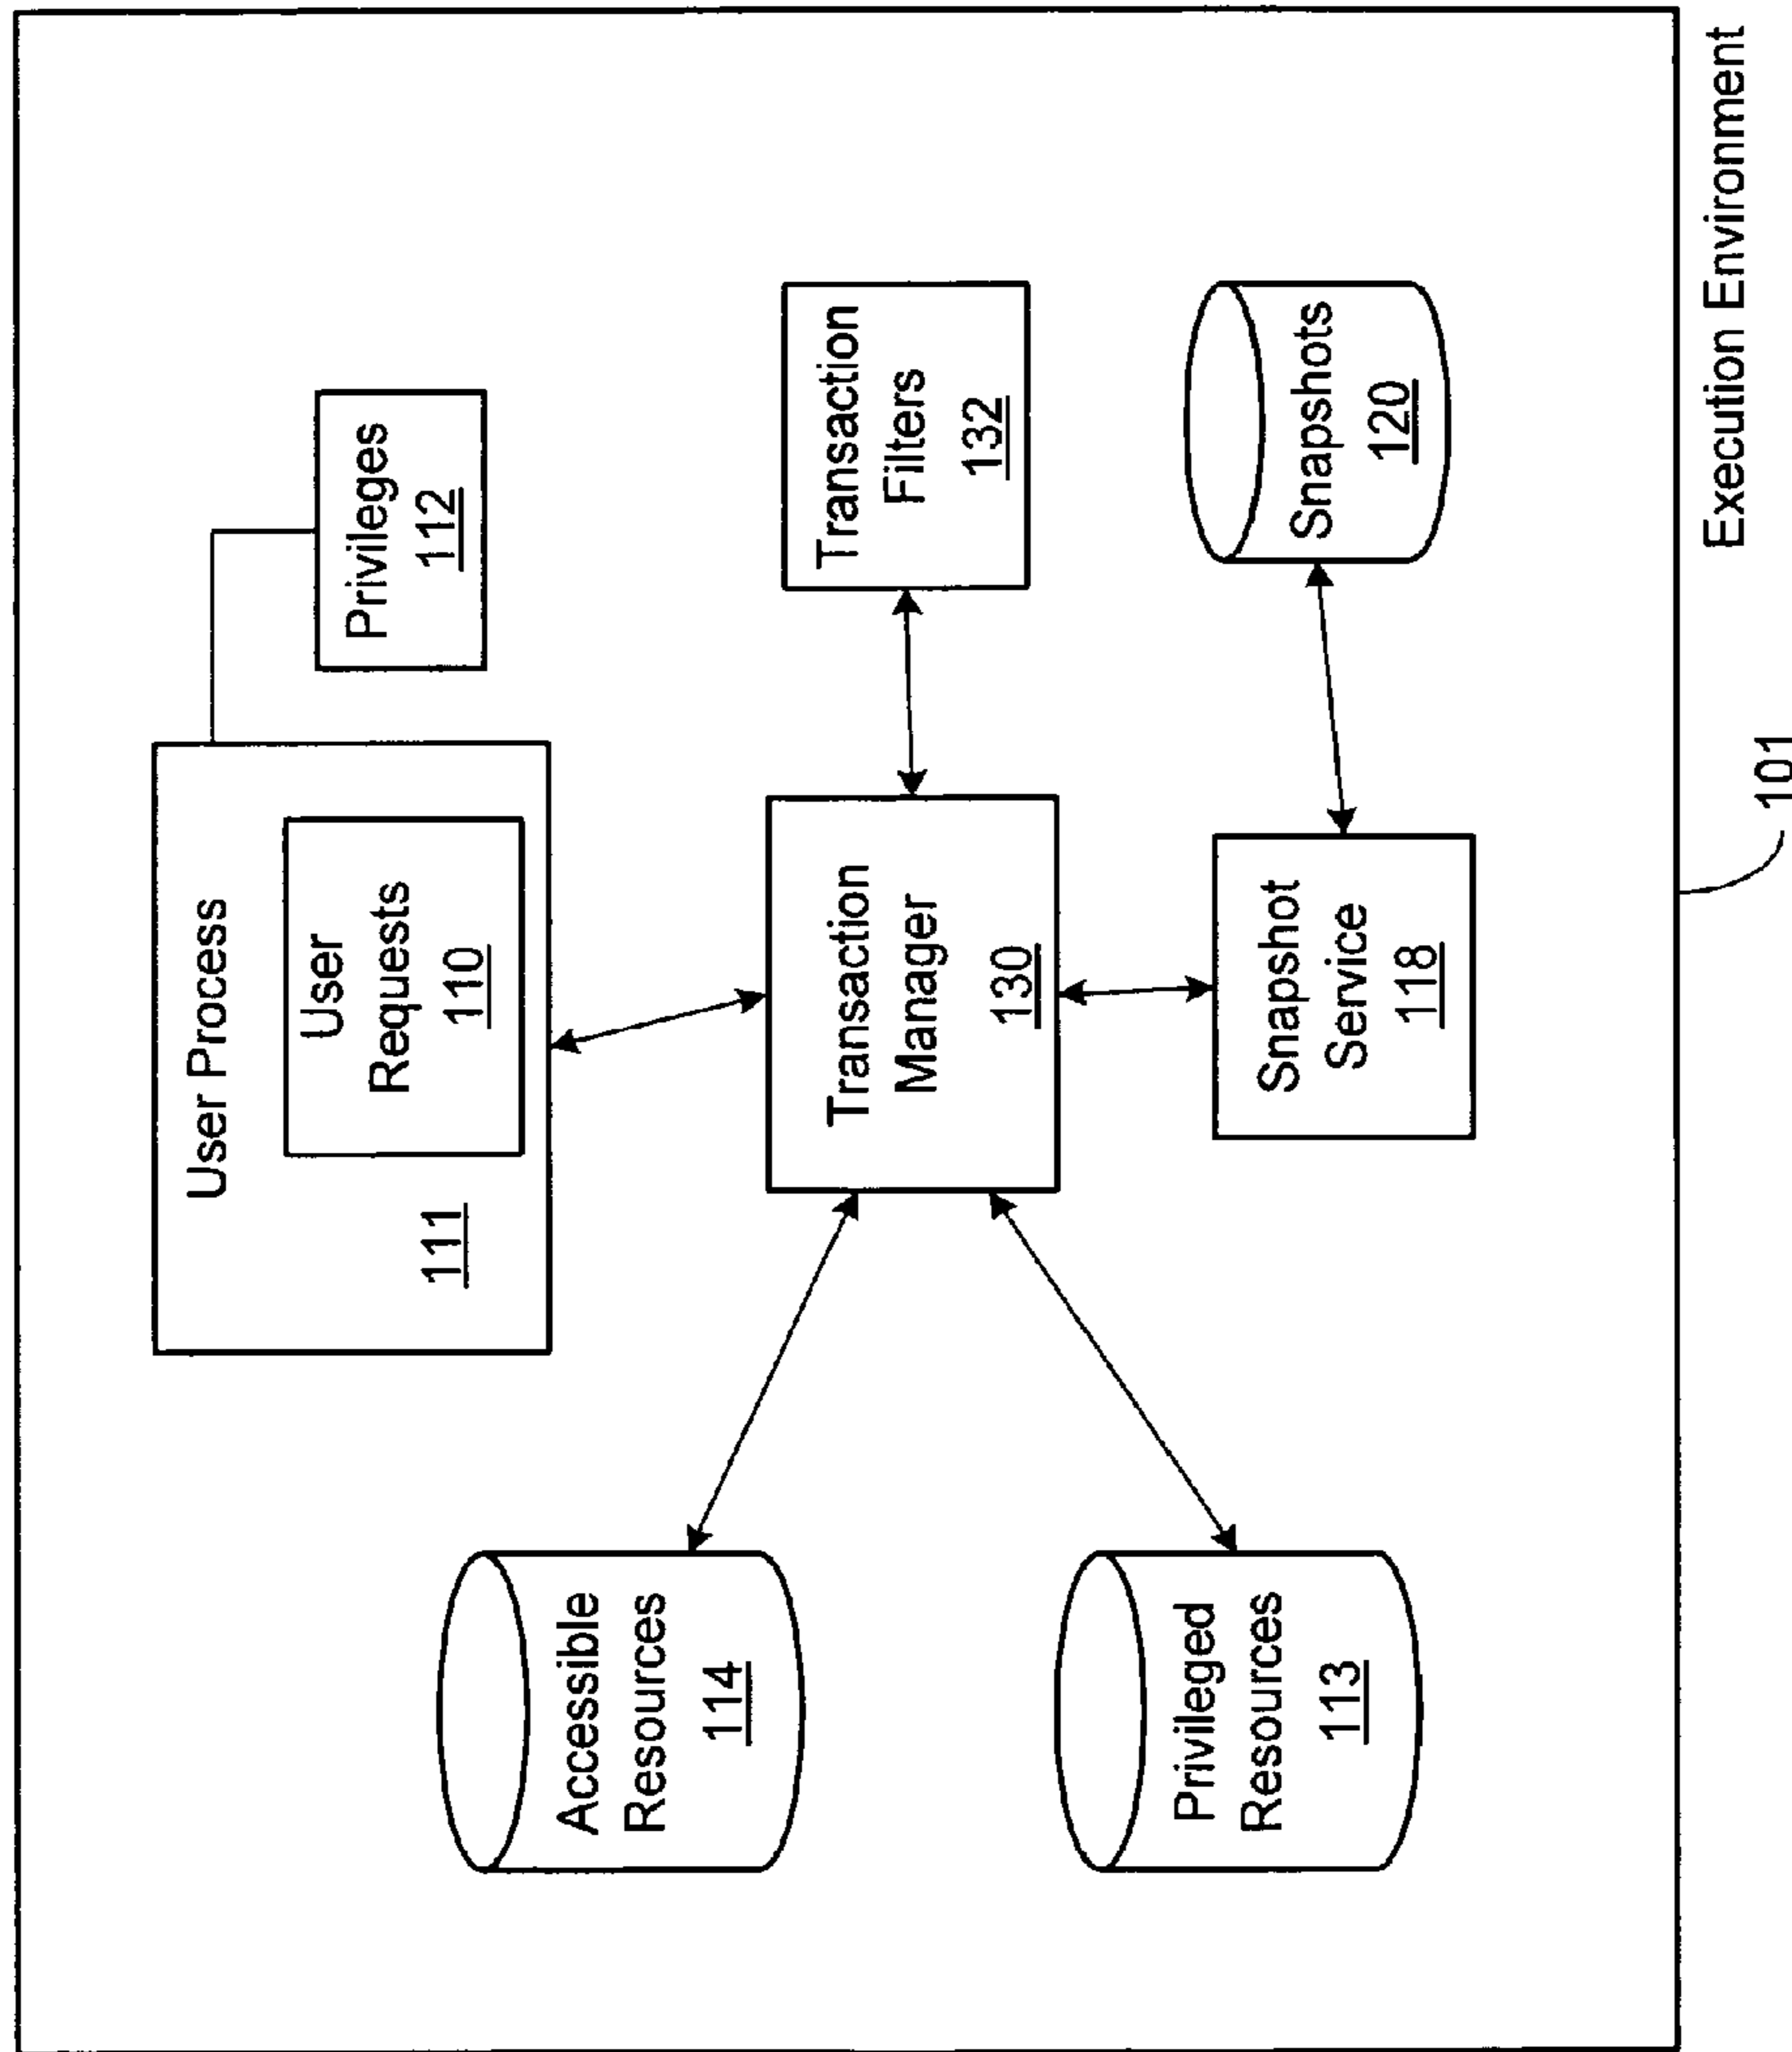 User Process
User
Requests
110
111
Privileges
112
Accessible
Resources
114
Transaction
Manager
130
Transaction
Filters
132
Privileged
Resources
113
Snapshot
Service
118
Snapshots
120
Execution Environment
101